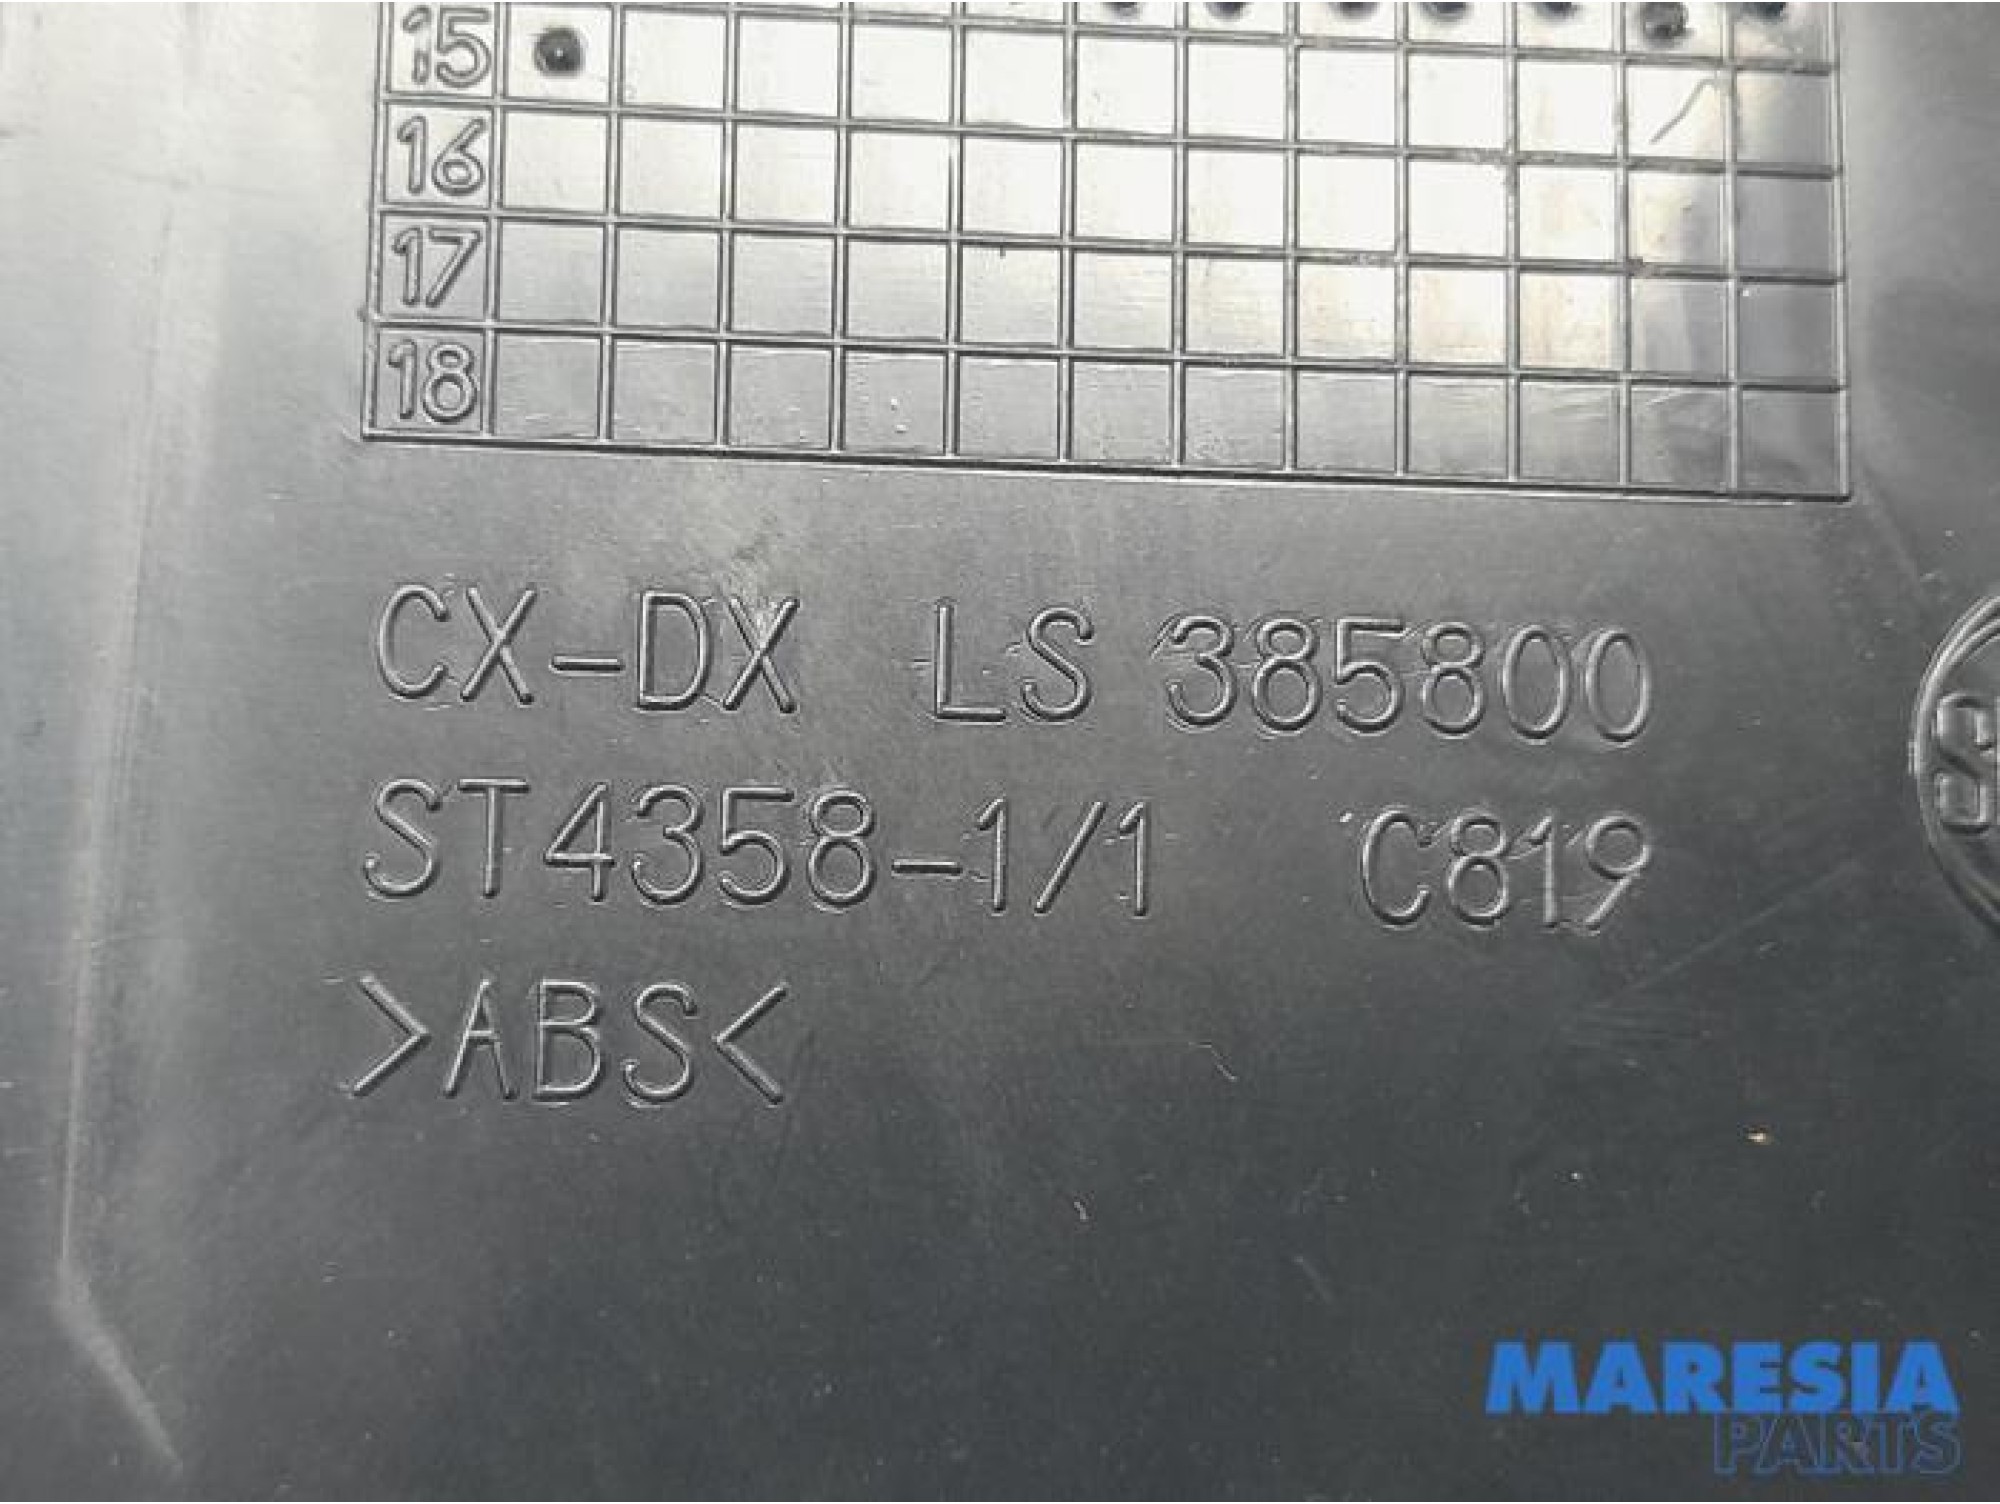 15
16
17
18
CX-DX LS 385800
ST4358-1/1 C819
>ABS<
MARESIA
PARTS